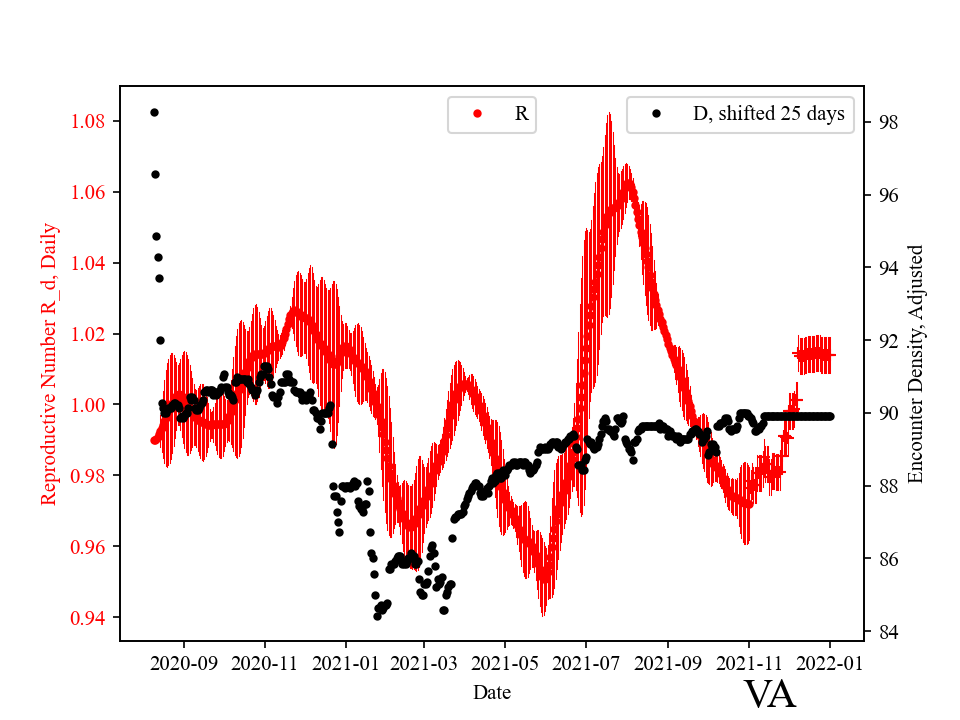 R
D, shifted 25 days
Reproductive Number R_d, Daily
1.08
1.06
1.04
1.02
1.00
0.98
0.96
0.94
98
96
94
92
90
88
86
84
Encounter Density, Adjusted
2020-09 2020-11 2021-01 2021-03 2021-05 2021-07 2021-09 2021-11 2022-01
Date
VA